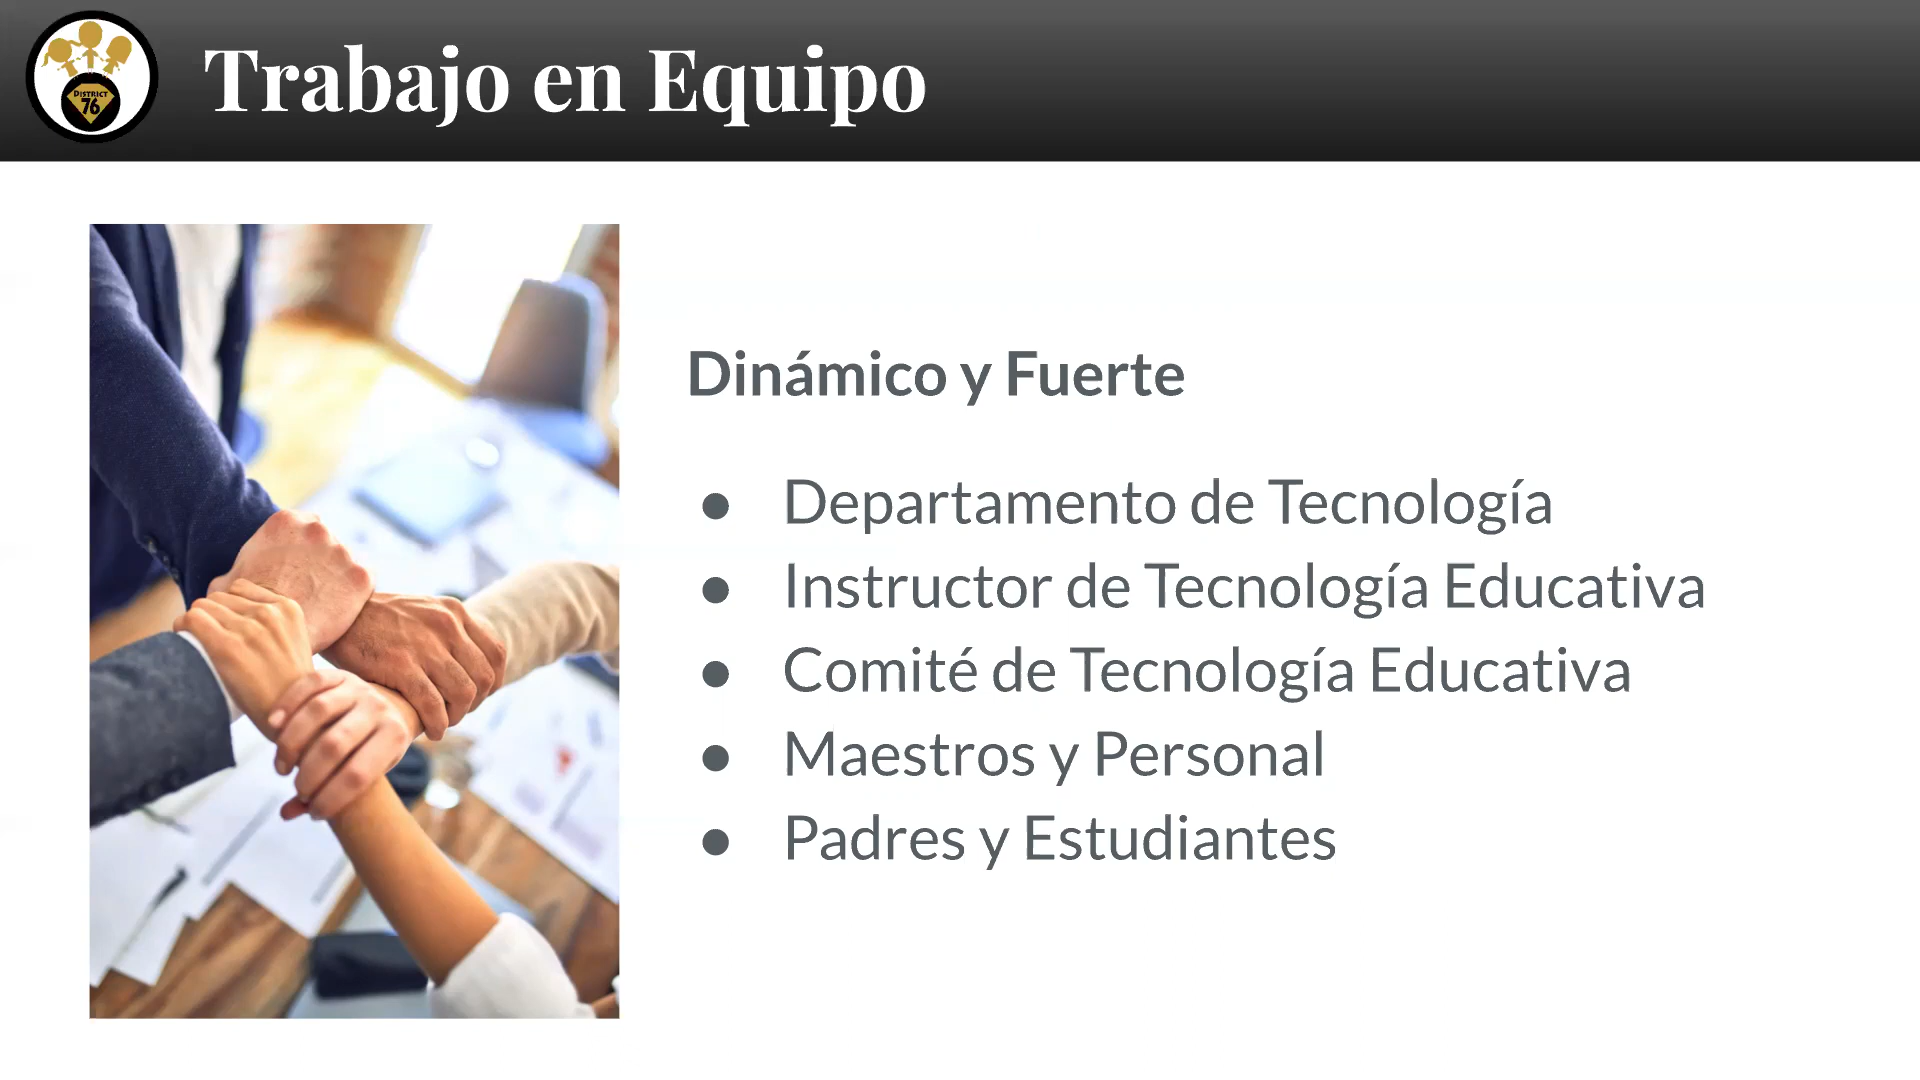 DISTRICT
76
Trabajo en Equipo
Dinámico y Fuerte
● Departamento de Tecnología
● Instructor de Tecnología Educativa
● Comité de Tecnología Educativa
● Maestros y Personal
● Padres y Estudiantes